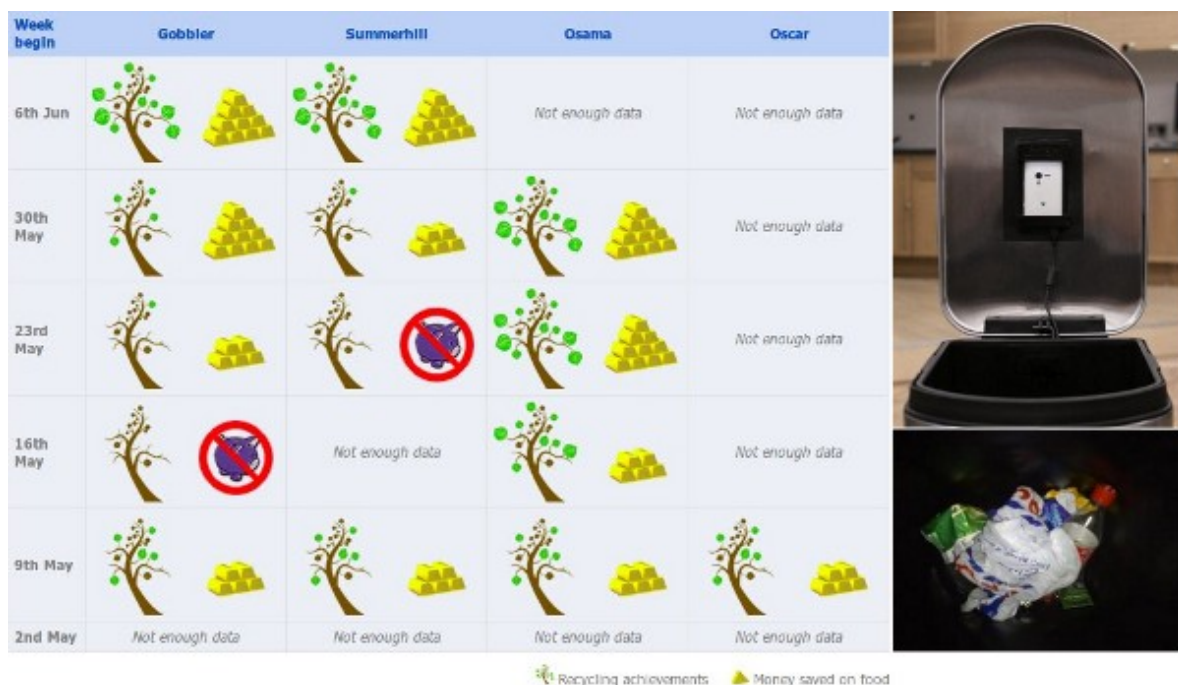 Week begin Gobbler Summerhill Osama Oscar
6th Jun Not enough data Not enough data
30th May Not enough data
23rd May Not enough data
16th May Not enough data Not enough data
9th May
2nd May Not enough data Not enough data Not enough data Not enough data
Recycling achievements Money saved on food